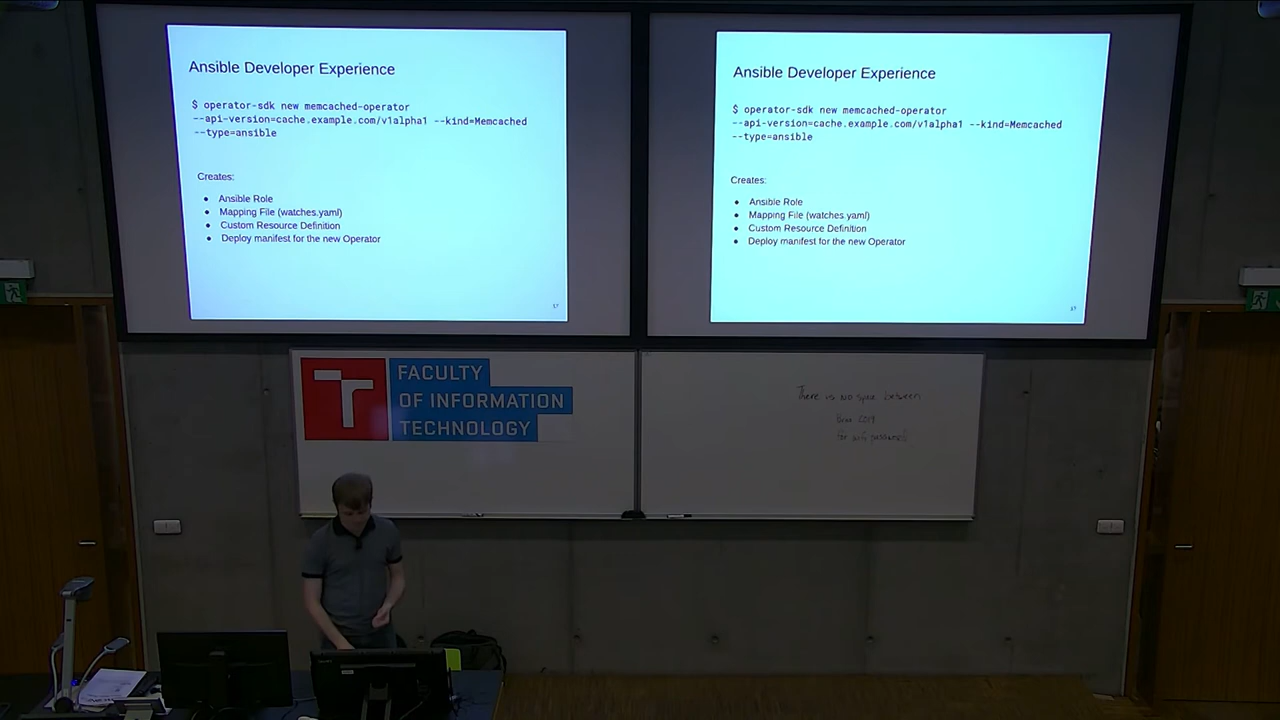 Ansible Developer Experience
$ operator-sdk new memcached-operator
--api-version=cache.example.com/v1alpha1 --kind=Memcached
--type=ansible
Creates:
● Ansible Role
● Mapping File (watches.yaml)
● Custom Resource Definition
● Deploy manifest for the new Operator
17
Ansible Developer Experience
$ operator-sdk new memcached-operator
--api-version=cache.example.com/v1alpha1 --kind=Memcached
--type=ansible
Creates:
● Ansible Role
● Mapping File (watches.yaml)
● Custom Resource Definition
● Deploy manifest for the new Operator
17
T
FACULTY
OF INFORMATION
TECHNOLOGY
There is no space between
2019
for wifi password